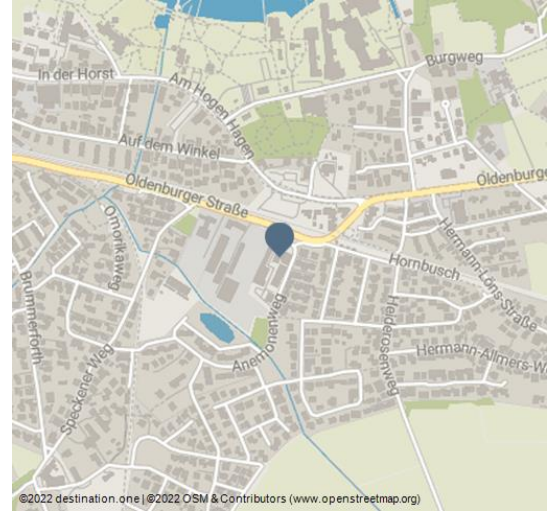 Burgweg
In der Horst
Am Hogen Hagen
Auf dem Winkel
Oldenburger Straße
Oldenburge
Omorikaweg
Hermann-Löns-Straße
Hornbusch
Brummerforth
Speckener Weg
Anemonenweg
Heiderosenweg
Hermann-Allmers-W
©2022 destination.one | ©2022 OSM & Contributors (www.openstreetmap.org)